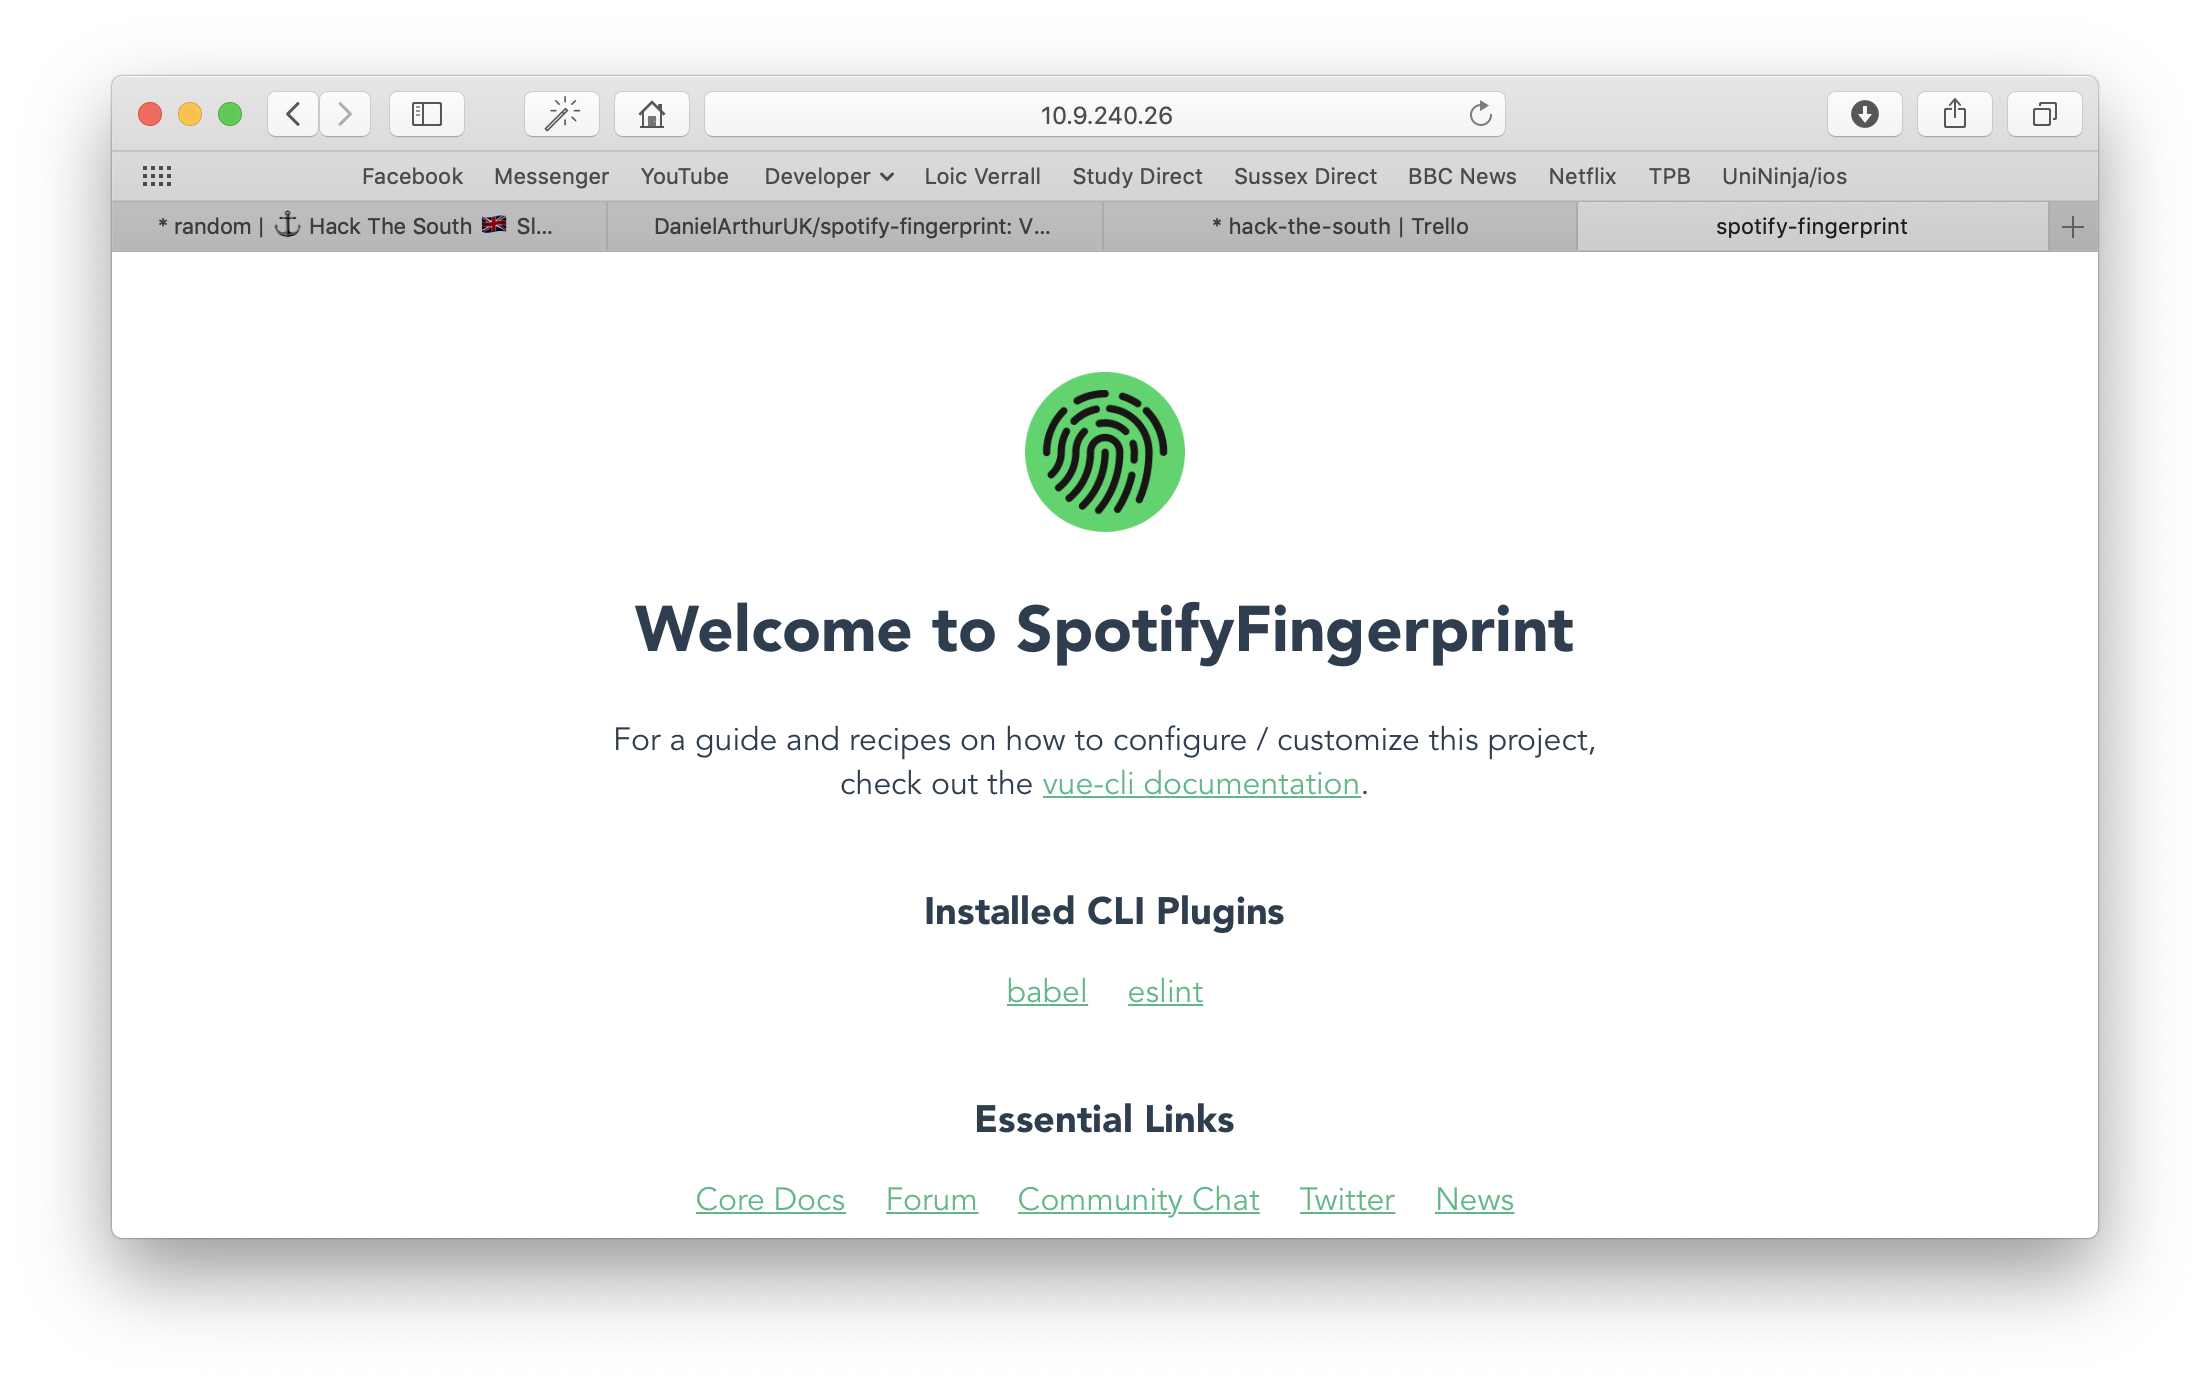 10.9.240.26
Facebook Messenger YouTube Developer Loic Verrall Study Direct Sussex Direct BBC News Netflix TPB UniNinja/ios
* random | ⚓ Hack The South 🇬🇧 Sl... DanielArthurUK/spotify-fingerprint: V... * hack-the-south | Trello spotify-fingerprint
Welcome to SpotifyFingerprint
For a guide and recipes on how to configure / customize this project,
check out the vue-cli documentation.
Installed CLI Plugins
babel eslint
Essential Links
Core Docs Forum Community Chat Twitter News